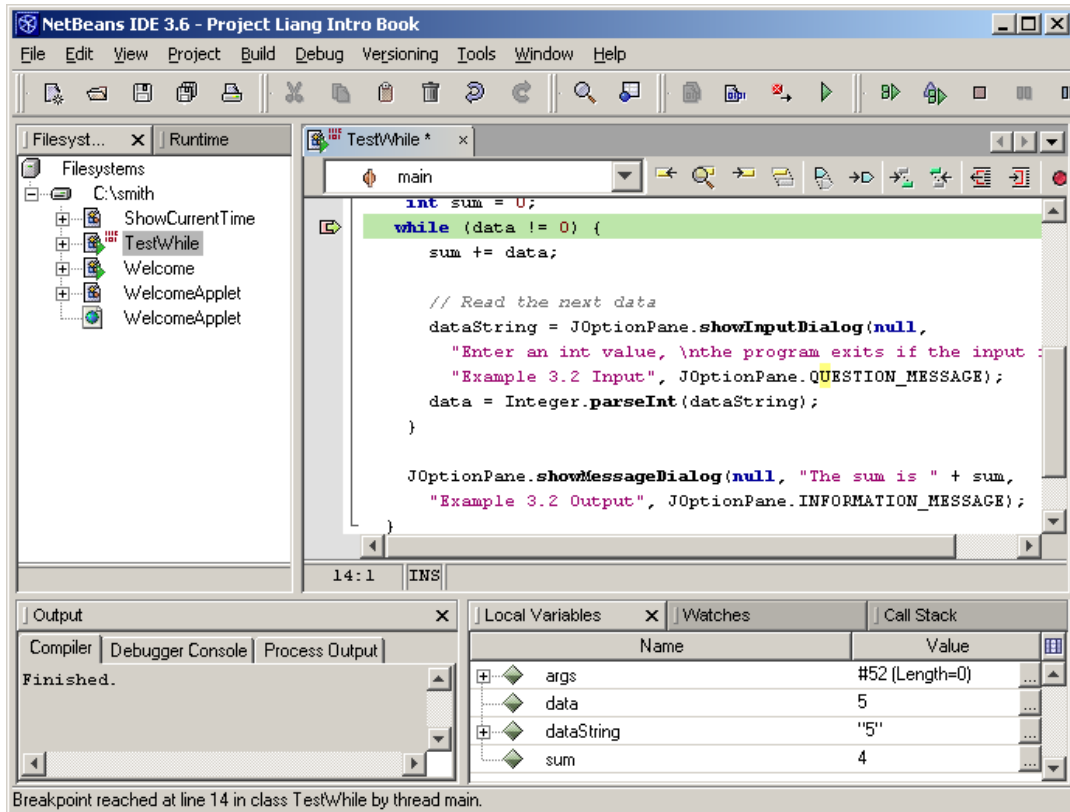 NetBeans IDE 3.6 - Project Liang Intro Book
File Edit View Project Build Debug Versioning Tools Window Help
Filesyst... Runtime
Filesystems
C:\smith
ShowCurrentTime
TestWhile
Welcome
WelcomeApplet
WelcomeApplet
TestWhile *
main
int sum = 0;
while (data != 0) {
sum += data;
// Read the next data
dataString = JOptionPane.showInputDialog(null,
"Enter an int value, \nthe program exits if the input
"Example 3.2 Input", JOptionPane.QUESTION_MESSAGE);
data = Integer.parseInt(dataString);
}
JOptionPane.showMessageDialog(null, "The sum is " + sum,
"Example 3.2 Output", JOptionPane.INFORMATION_MESSAGE);
}
14:1 INS
Output
Compiler Debugger Console Process Output
Finished.
Local Variables Watches Call Stack
Name Value
args #52 (Length=0) ...
data 5 ...
dataString "5" ...
sum 4 ...
Breakpoint reached at line 14 in class TestWhile by thread main.